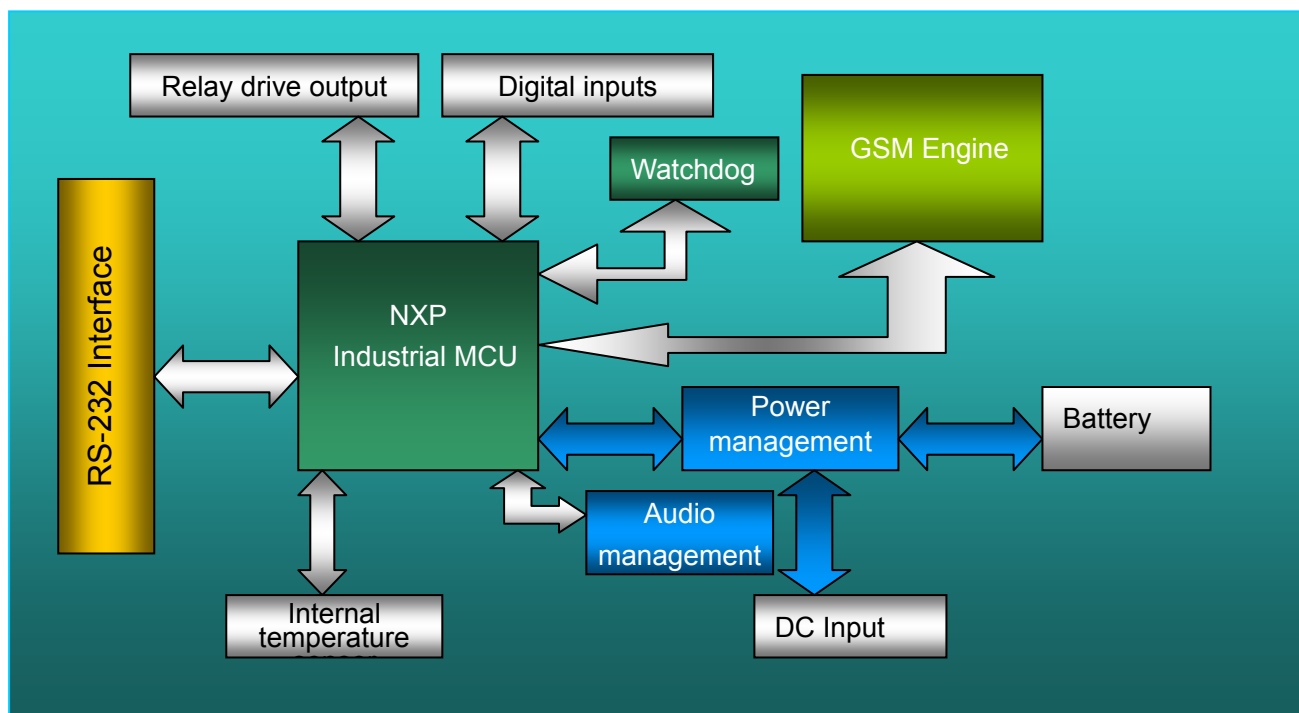 Relay drive output
Digital inputs
Watchdog
GSM Engine
RS-232 Interface
NXP
Industrial MCU
Power
management
Battery
Audio
management
Internal
temperature
sensor
DC Input